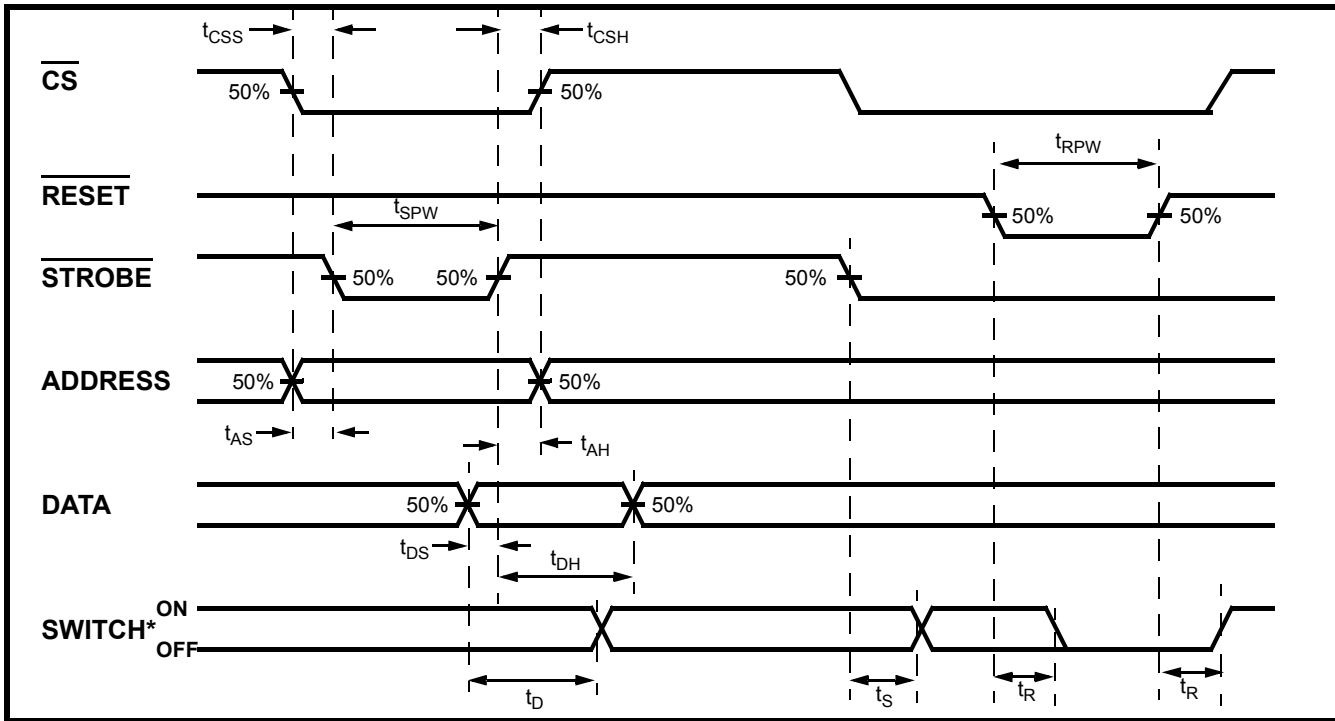 tCSS tCSH
CS
50% 50%
tRPW
RESET
tSPW 50% 50%
STROBE
50% 50% 50%
ADDRESS
50% 50%
tAS tAH
DATA
50% 50%
tDS tDH
ON
SWITCH*
OFF
tD tS tR tR